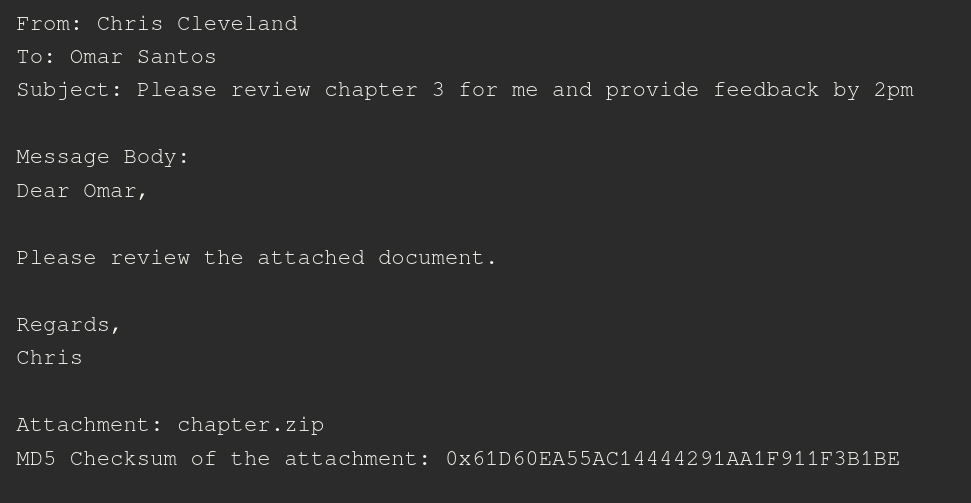 From: Chris Cleveland
To: Omar Santos
Subject: Please review chapter 3 for me and provide feedback by 2pm
Message Body:
Dear Omar,
Please review the attached document.
Regards,
Chris
Attachment: chapter.zip
MD5 Checksum of the attachment: 0x61D60EA55AC14444291AA1F911F3B1BE